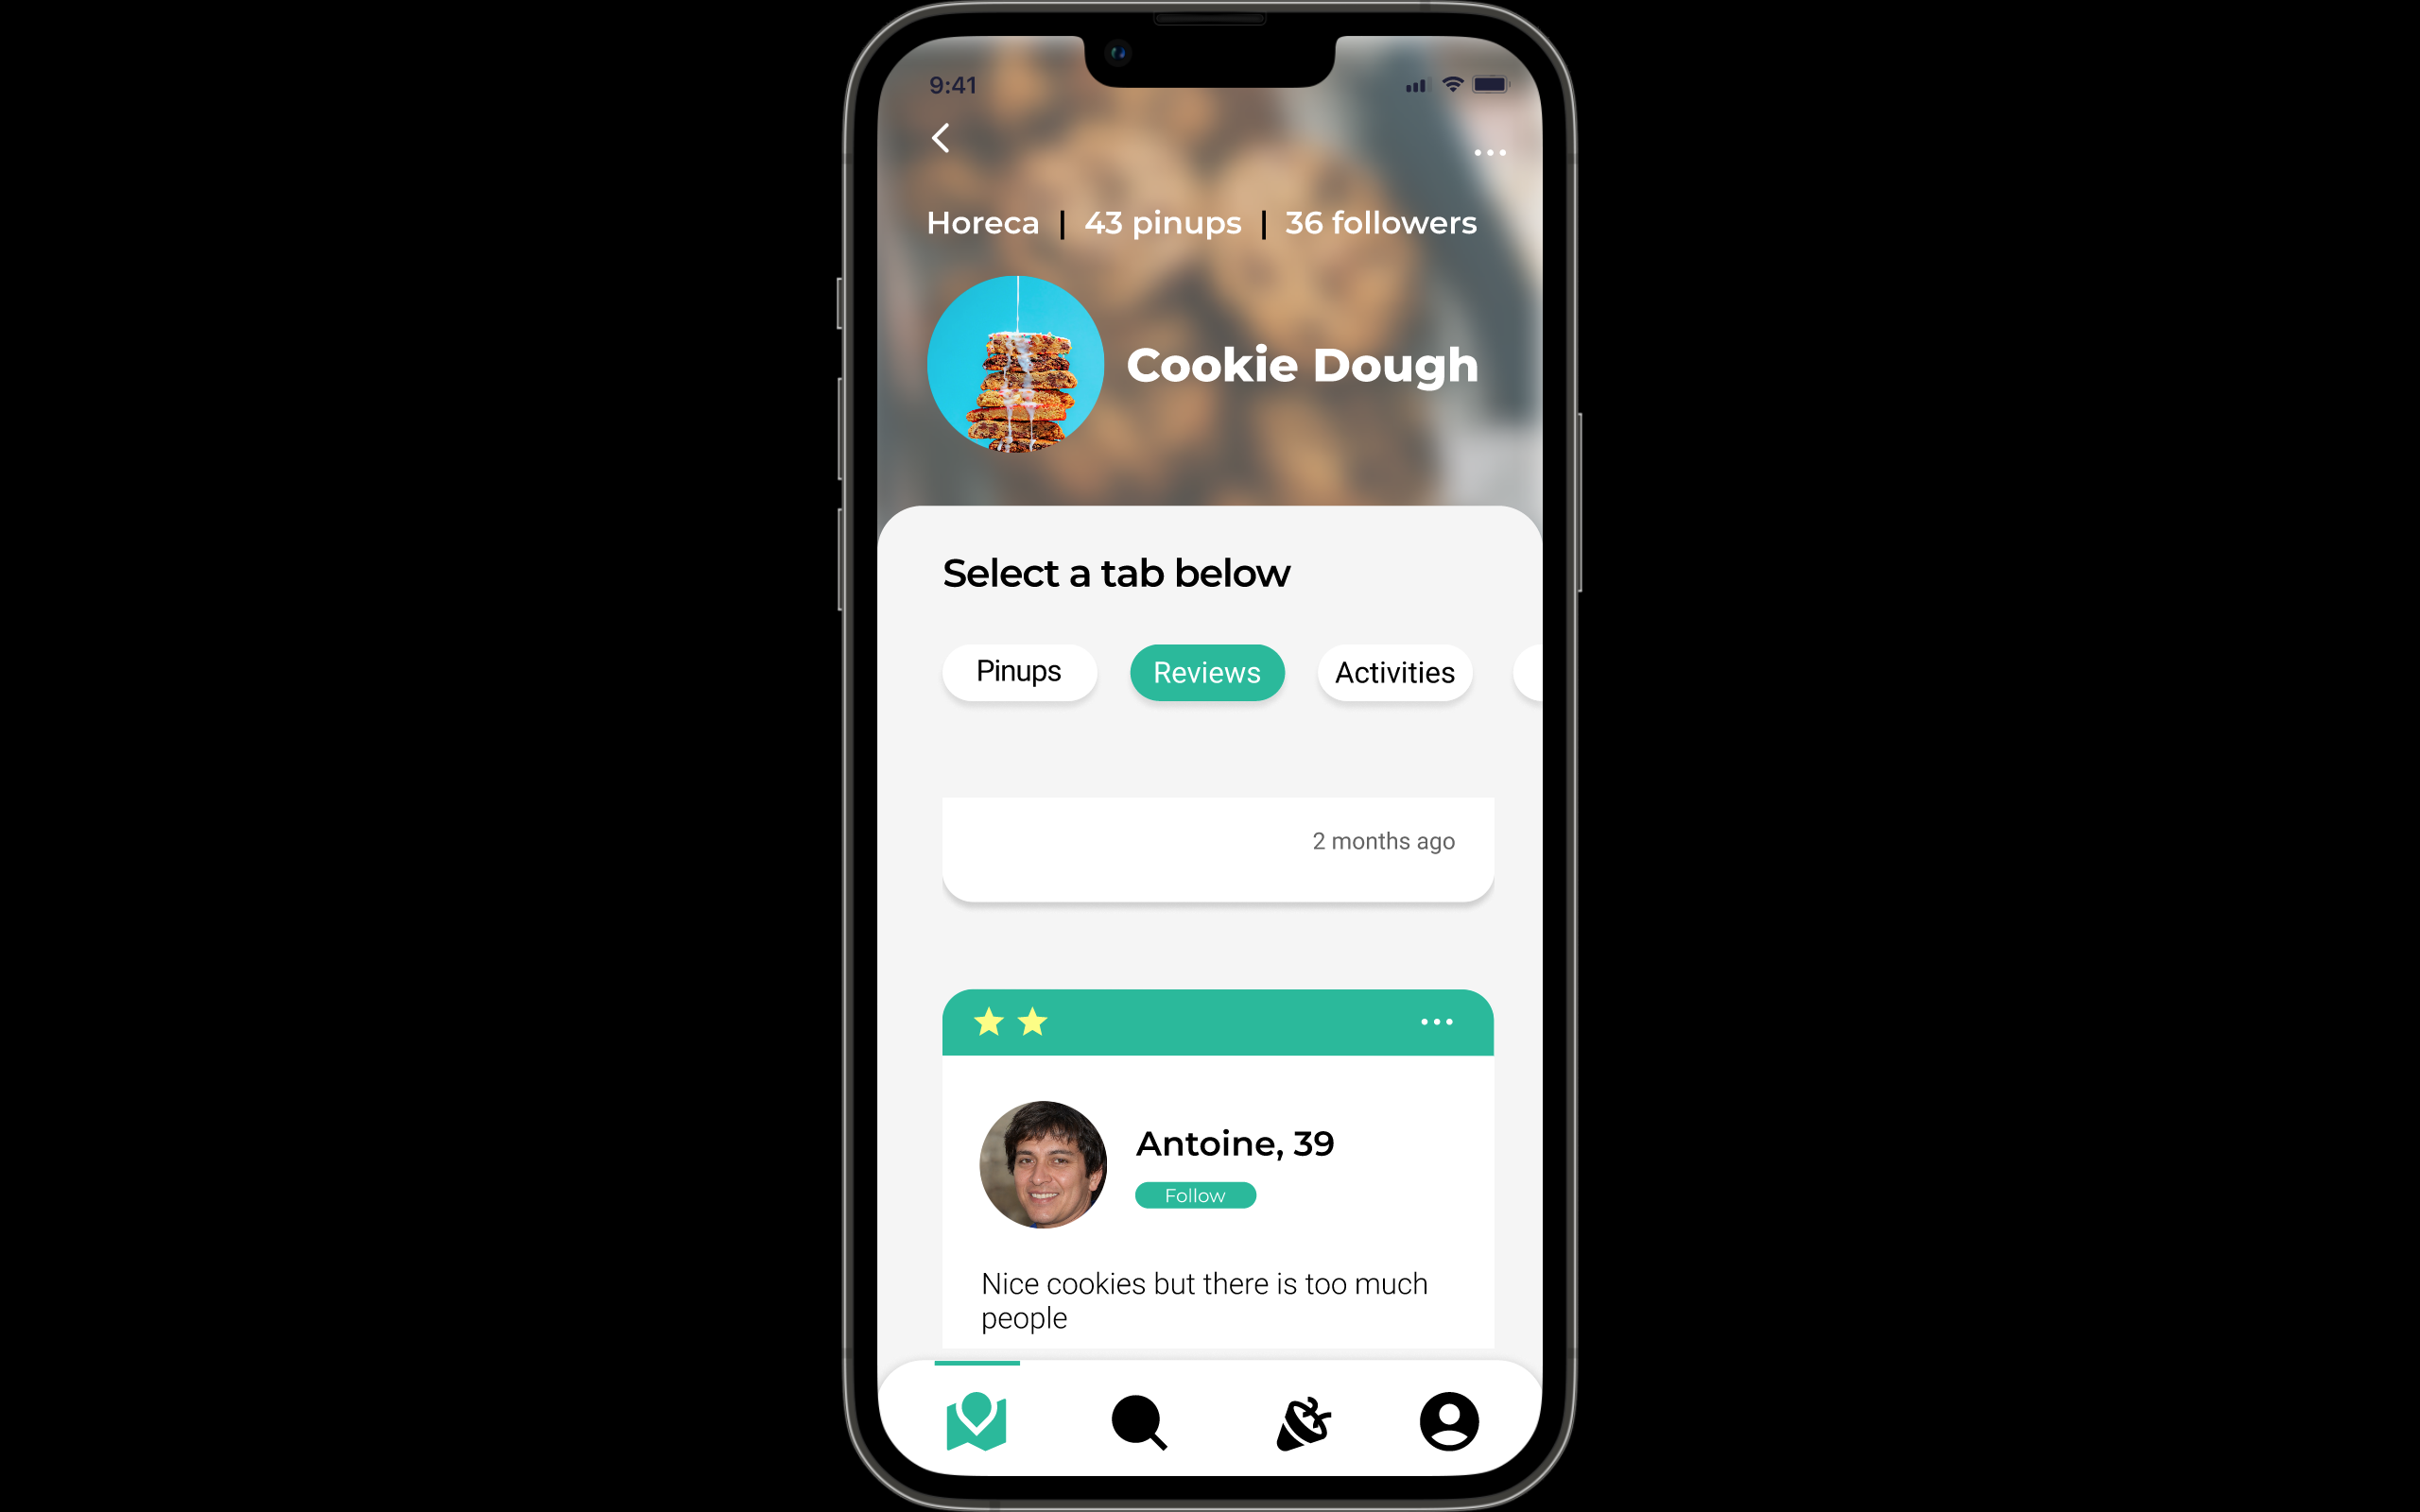 9:41
Horeca | 43 pinups | 36 followers
Cookie Dough
Select a tab below
Pinups Reviews Activities
2 months ago
Antoine, 39
Follow
Nice cookies but there is too much
people